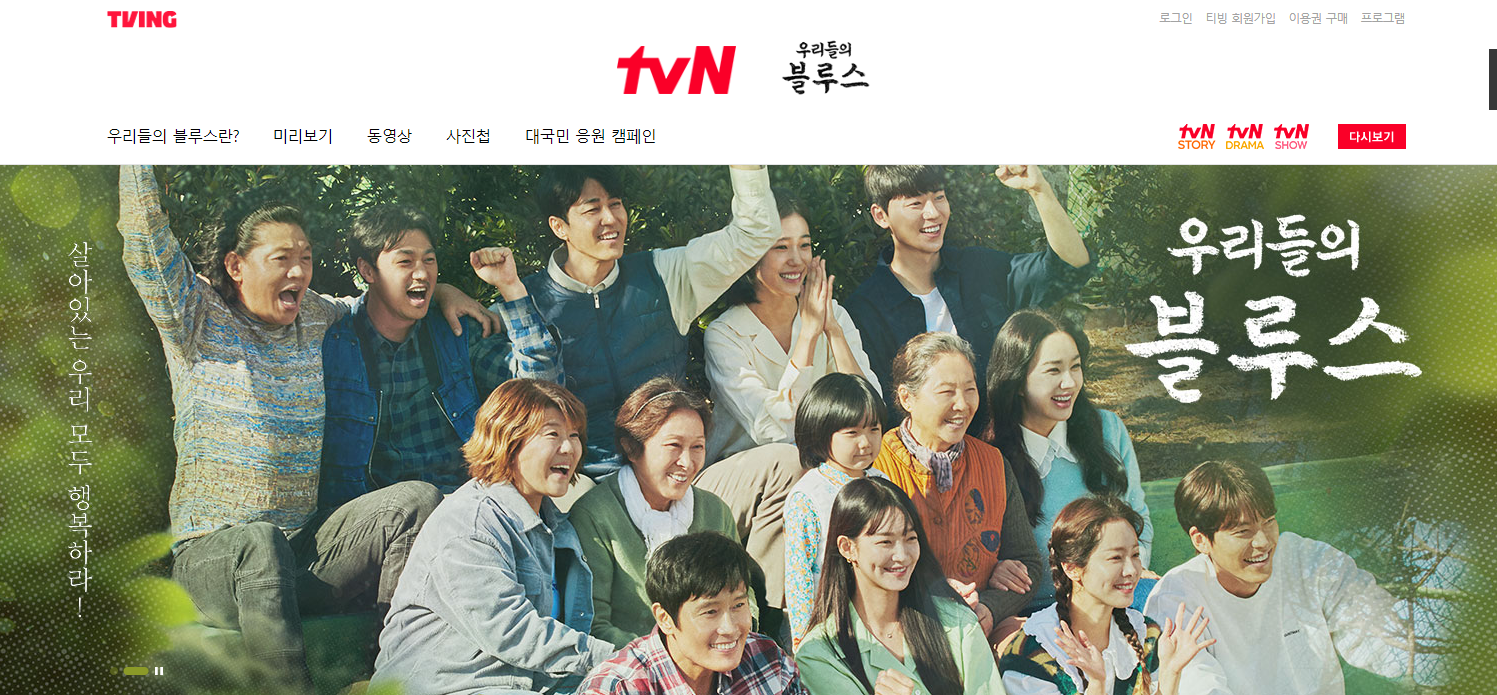 TVING
로그인 티빙 회원가입 이용권 구매 프로그램
tvN
우리들의
블루스
우리들의 블루스란? 미리보기 동영상 사진첩 대국민 응원 캠페인
tvN STORY tvN DRAMA tvN SHOW 다시보기
살아있는 우리 모두 행복하라!
우리들의
블루스